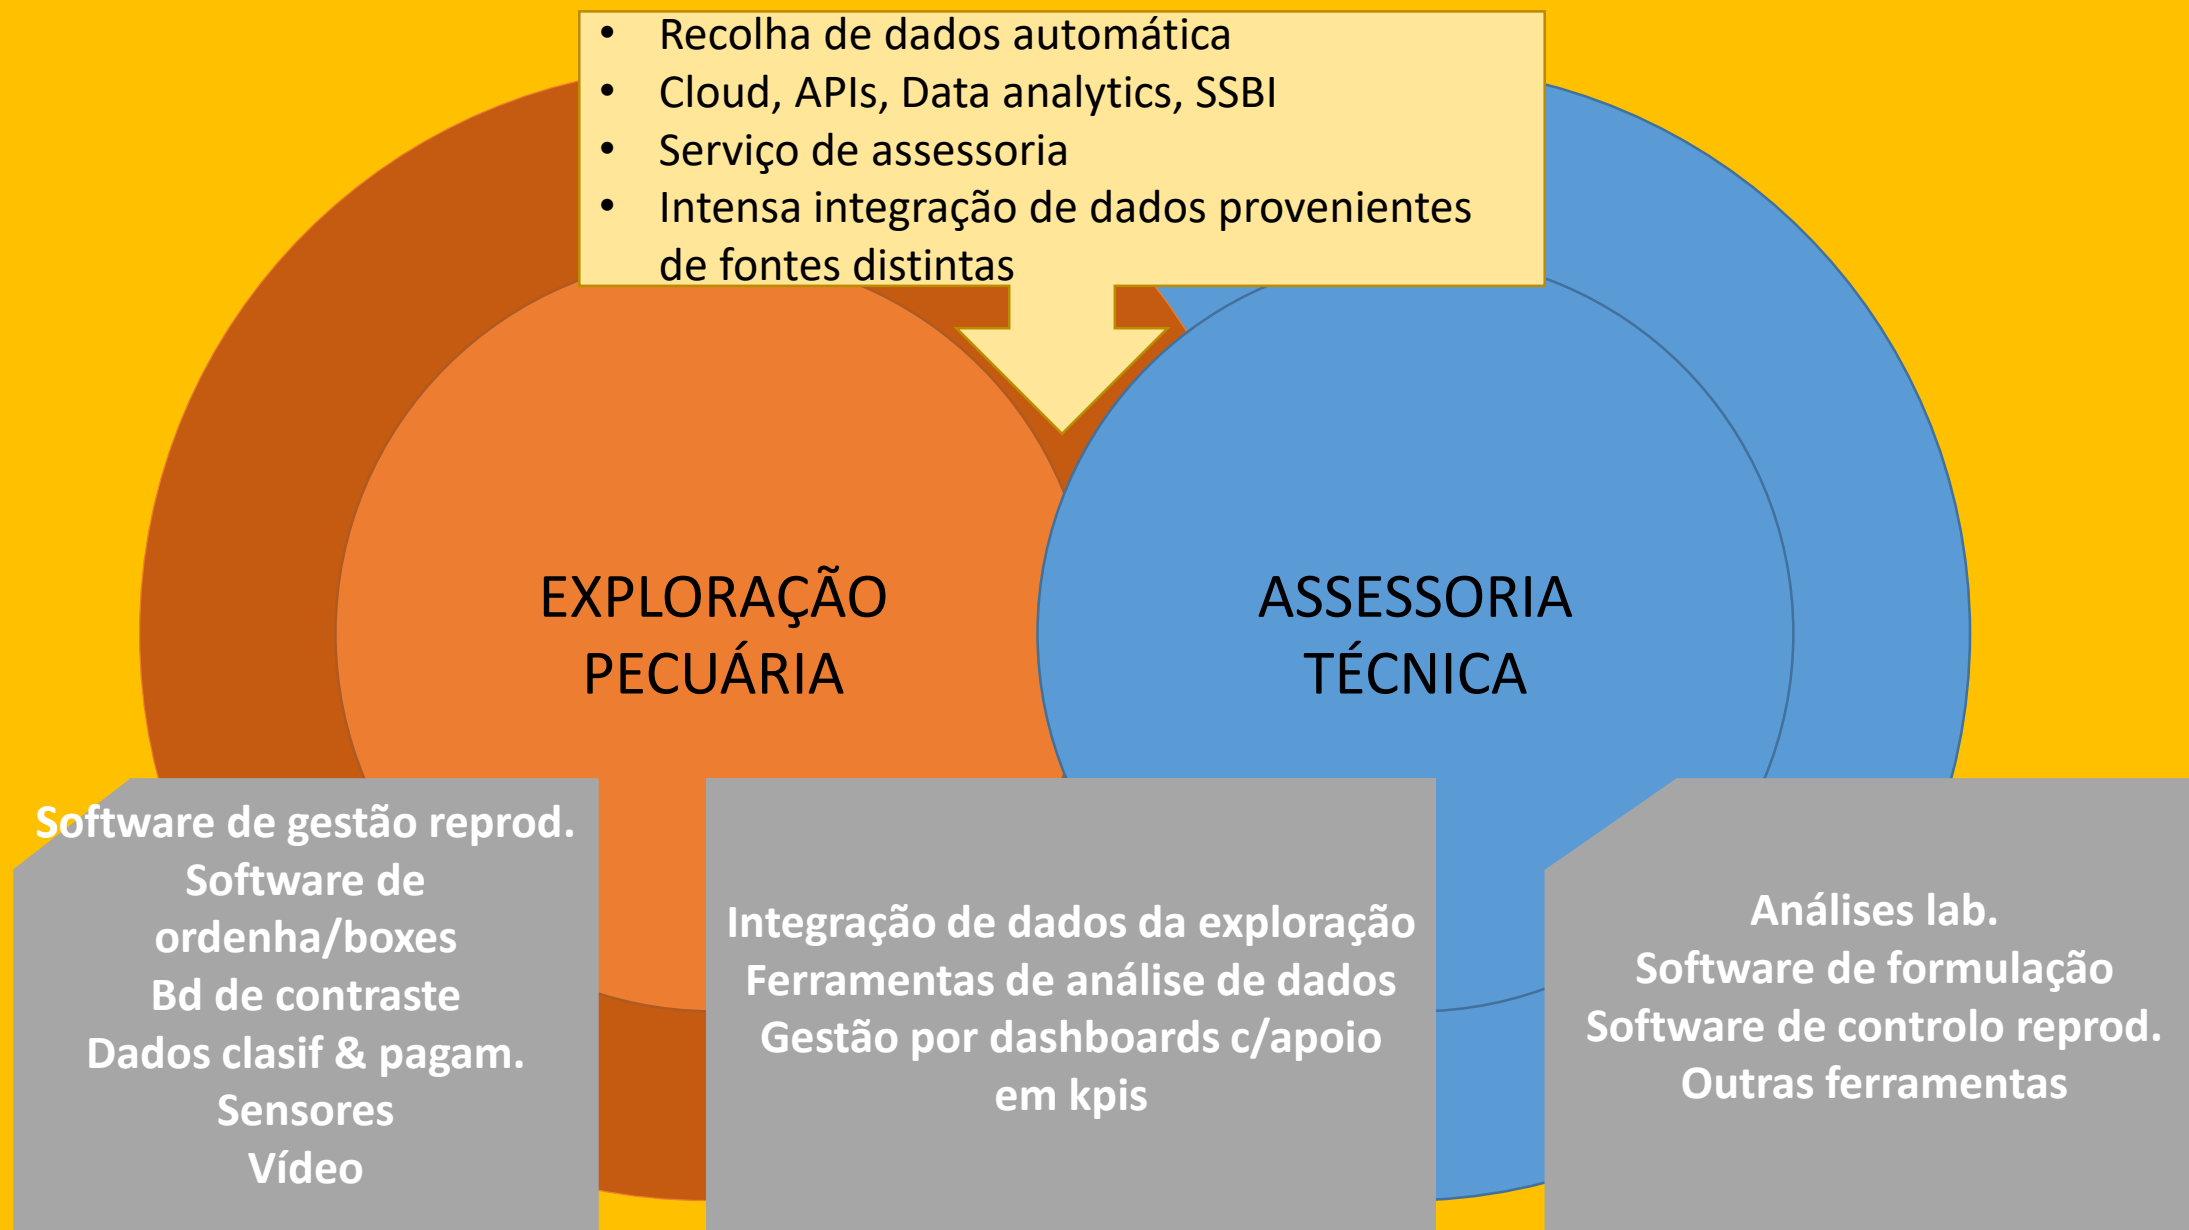 • Recolha de dados automática
• Cloud, APIs, Data analytics, SSBI
• Serviço de assessoria
• Intensa integração de dados provenientes
de fontes distintas
EXPLORAÇÃO
PECUÁRIA
ASSESSORIA
TÉCNICA
Software de gestão reprod.
Software de
ordenha/boxes
Bd de contraste
Dados clasif & pagam.
Sensores
Vídeo
Integração de dados da exploração
Ferramentas de análise de dados
Gestão por dashboards c/apoio
em kpis
Análises lab.
Software de formulação
Software de controlo reprod.
Outras ferramentas